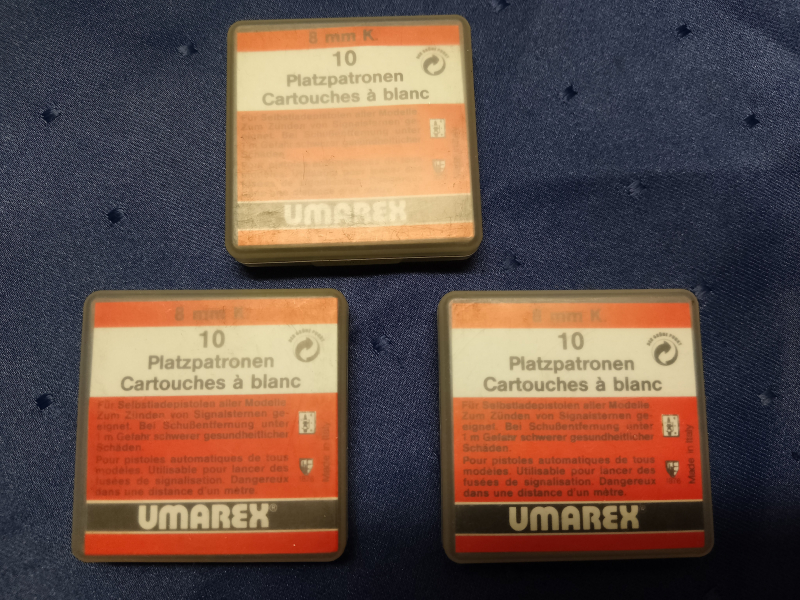 8 mm K.
10
Platzpatronen
Cartouches à blanc
UMAREX
8 mm K.
10
Platzpatronen
Cartouches à blanc
Für Selbstladepistolen aller Modelle.
Zum Zünden von Signalsternen ge-
eignet. Bei Schußentfernung unter
1 m Gefahr schwerer gesundheitlicher
Schäden.
Pour pistoles automatiques de tous
modèles. Utilisable pour lancer des
fusées de signalisation. Dangereux
dans une distance d'un mètre.
Made in Italy
UMAREX®
8 mm K.
10
Platzpatronen
Cartouches à blanc
Für Selbstladepistolen aller Modelle.
Zum Zünden von Signalsternen ge-
eignet. Bei Schußentfernung unter
1 m Gefahr schwerer gesundheitlicher
Schäden.
Pour pistoles automatiques de tous
modèles. Utilisable pour lancer des
fusées de signalisation. Dangereux
dans une distance d'un mètre.
Made in Italy
UMAREX